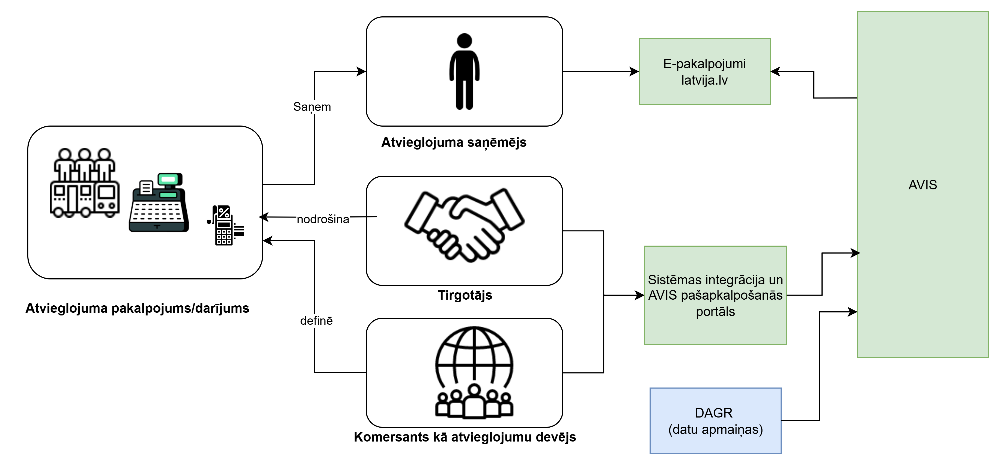 E-pakalpojumi
latvija.lv
Saņem
Atvieglojuma saņēmējs
AVIS
nodrošina
Sistēmas integrācija un
AVIS pašapkalpošanās
portāls
Tirgotājs
Atvieglojuma pakalpojums/darījums
definē
DAGR
(datu apmaiņas)
Komersants kā atvieglojumu devējs